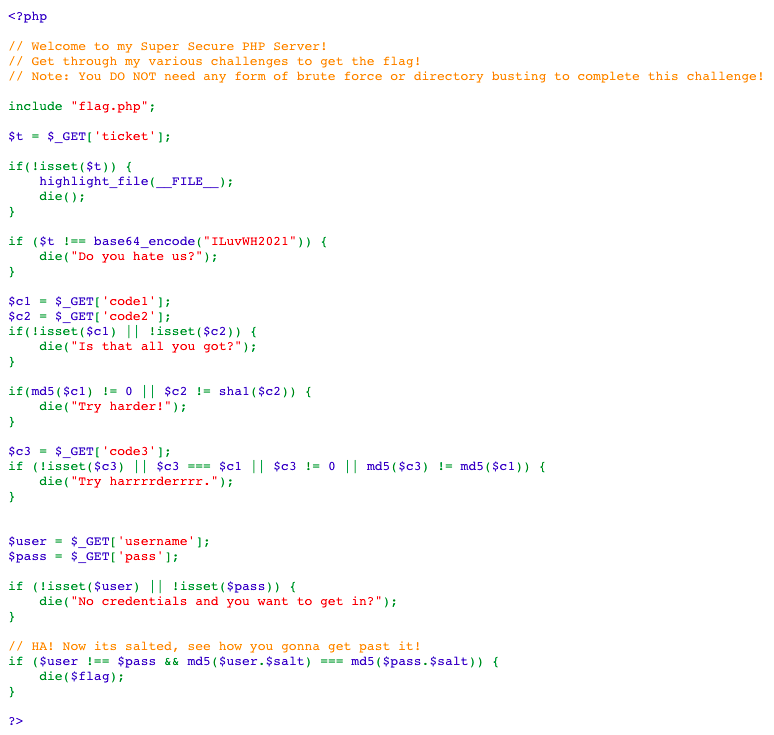 <?php
// Welcome to my Super Secure PHP Server!
// Get through my various challenges to get the flag!
// Note: You DO NOT need any form of brute force or directory busting to complete this challenge!
include "flag.php";
$t = $_GET['ticket'];
if(!isset($t)) {
    highlight_file(__FILE__);
    die();
}
if ($t !== base64_encode("ILuvWH2021")) {
    die("Do you hate us?");
}
$c1 = $_GET['code1'];
$c2 = $_GET['code2'];
if(!isset($c1) || !isset($c2)) {
    die("Is that all you got?");
}
if(md5($c1) != 0 || $c2 != sha1($c2)) {
    die("Try harder!");
}
$c3 = $_GET['code3'];
if (!isset($c3) || $c3 === $c1 || $c3 != 0 || md5($c3) != md5($c1)) {
    die("Try harrrrderrrr.");
}
$user = $_GET['username'];
$pass = $_GET['pass'];
if (!isset($user) || !isset($pass)) {
    die("No credentials and you want to get in?");
}
// HA! Now its salted, see how you gonna get past it!
if ($user !== $pass && md5($user.$salt) === md5($pass.$salt)) {
    die($flag);
}
?>